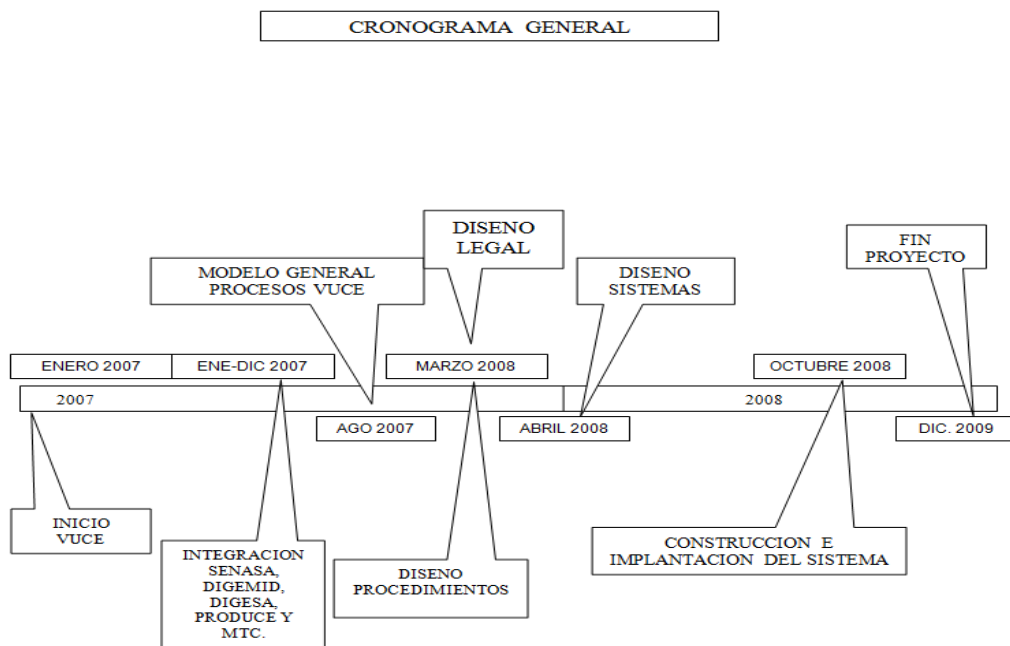 CRONOGRAMA GENERAL
DISENO
LEGAL
FIN
PROYECTO
MODELO GENERAL
PROCESOS VUCE
DISENO
SISTEMAS
ENERO 2007
ENE-DIC 2007
MARZO 2008
OCTUBRE 2008
2007
2008
AGO 2007
ABRIL 2008
DIC. 2009
INICIO
VUCE
INTEGRACION
SENASA,
DIGEMID,
DIGESA,
PRODUCE Y
MTC.
DISENO
PROCEDIMIENTOS
CONSTRUCCION E
IMPLANTACION DEL SISTEMA